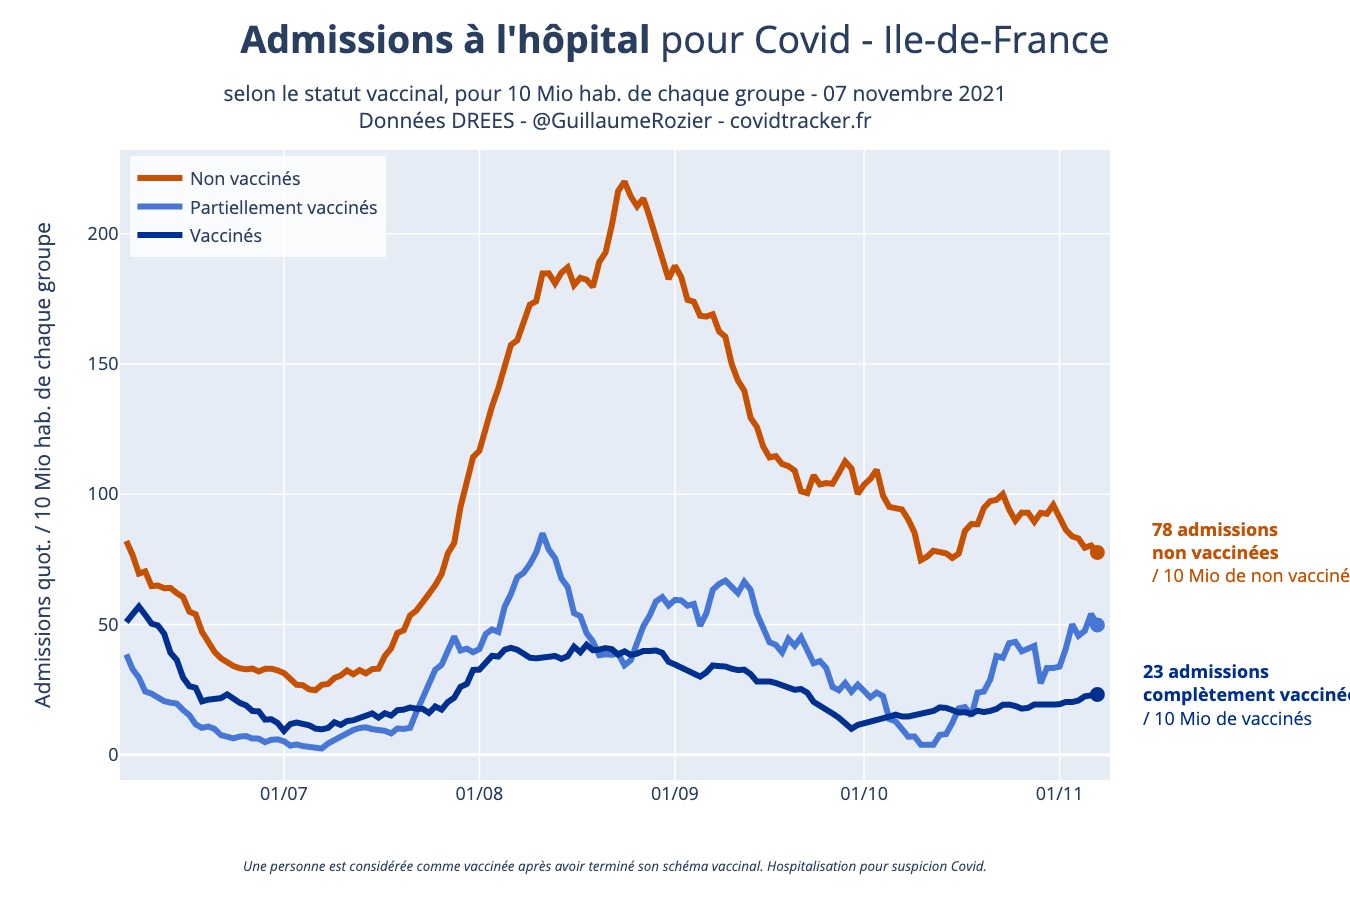 Admissions à l'hôpital pour Covid - Ile-de-France
selon le statut vaccinal, pour 10 Mio hab. de chaque groupe - 07 novembre 2021
Données DREES - @GuillaumeRozier - covidtracker.fr
Non vaccinés
Partiellement vaccinés
Vaccinés
Admissions quot. / 10 Mio hab. de chaque groupe
200
150
100
50
0
01/07
01/08
01/09
01/10
01/11
78 admissions
non vaccinées
/ 10 Mio de non vacciné
23 admissions
complètement vacciné
/ 10 Mio de vaccinés
Une personne est considérée comme vaccinée après avoir terminé son schéma vaccinal. Hospitalisation pour suspicion Covid.